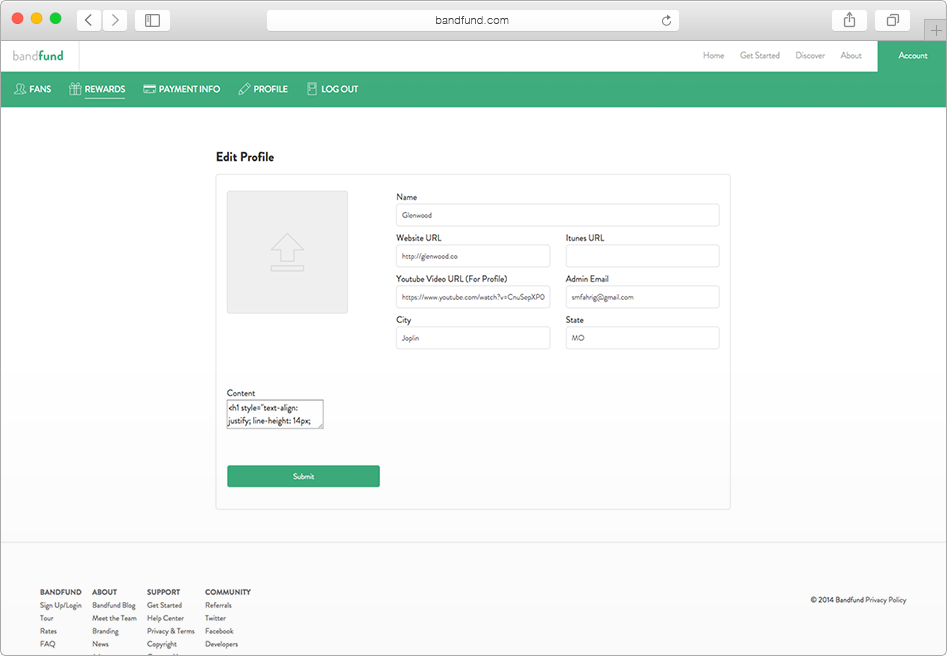 bandfund.com
bandfund
Home Get Started Discover About Account
FANS REWARDS PAYMENT INFO PROFILE LOG OUT
Edit Profile
Name
Glenwood
Website URL Itunes URL
http://glenwood.co
Youtube Video URL (For Profile) Admin Email
https://www.youtube.com/watch?v=CnuSepXP0 smfahrig@gmail.com
City State
Joplin MO
Content
<h1 style="text-align:
justify; line-height: 14px;
Submit
BANDFUND ABOUT SUPPORT COMMUNITY
© 2014 Bandfund Privacy Policy
Sign Up/Login Bandfund Blog Get Started Referrals
Tour Meet the Team Help Center Twitter
Rates Branding Privacy & Terms Facebook
FAQ News Copyright Developers